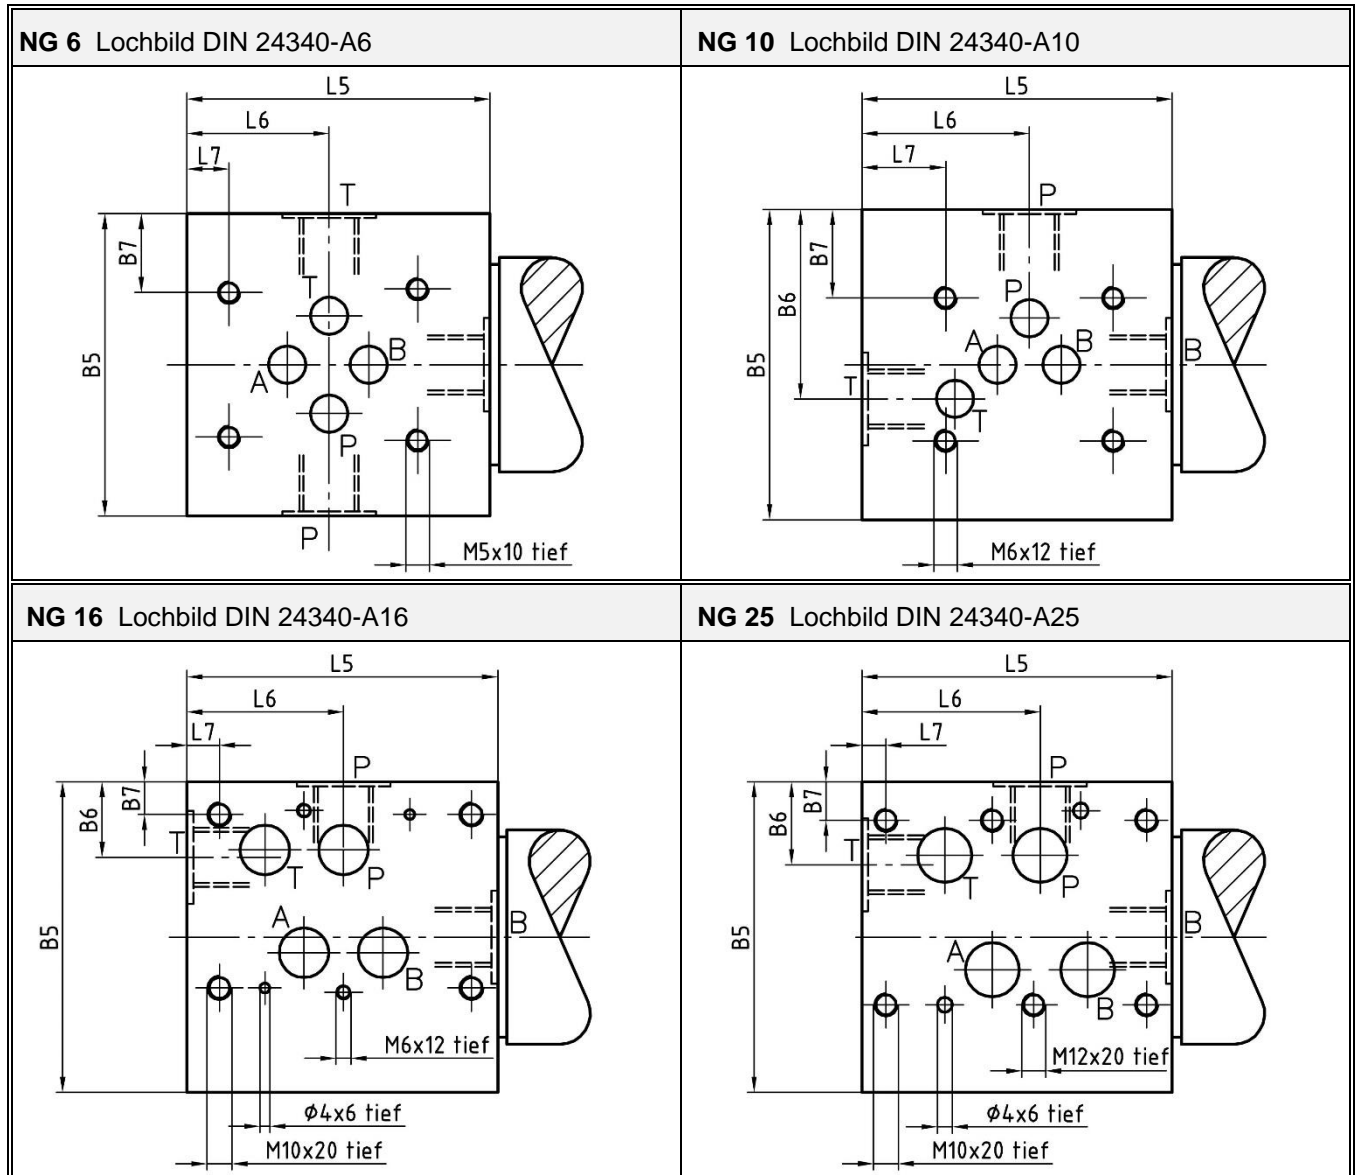 NG 6 Lochbild DIN 24340-A6
L5
L6
L7
T
B7
T
B5
B
A
P
P
M5x10 tief
NG 10 Lochbild DIN 24340-A10
L5
L6
L7
P
B7
B6
P
B5
A
B
B
T
T
M6x12 tief
NG 16 Lochbild DIN 24340-A16
L5
L6
L7
P
B7
B6
T
T
P
A
B
B5
B
M6x12 tief
ϕ4x6 tief
M10x20 tief
NG 25 Lochbild DIN 24340-A25
L5
L6
L7
P
B7
B6
T
T
P
B
B5
A
B
M12x20 tief
ϕ4x6 tief
M10x20 tief